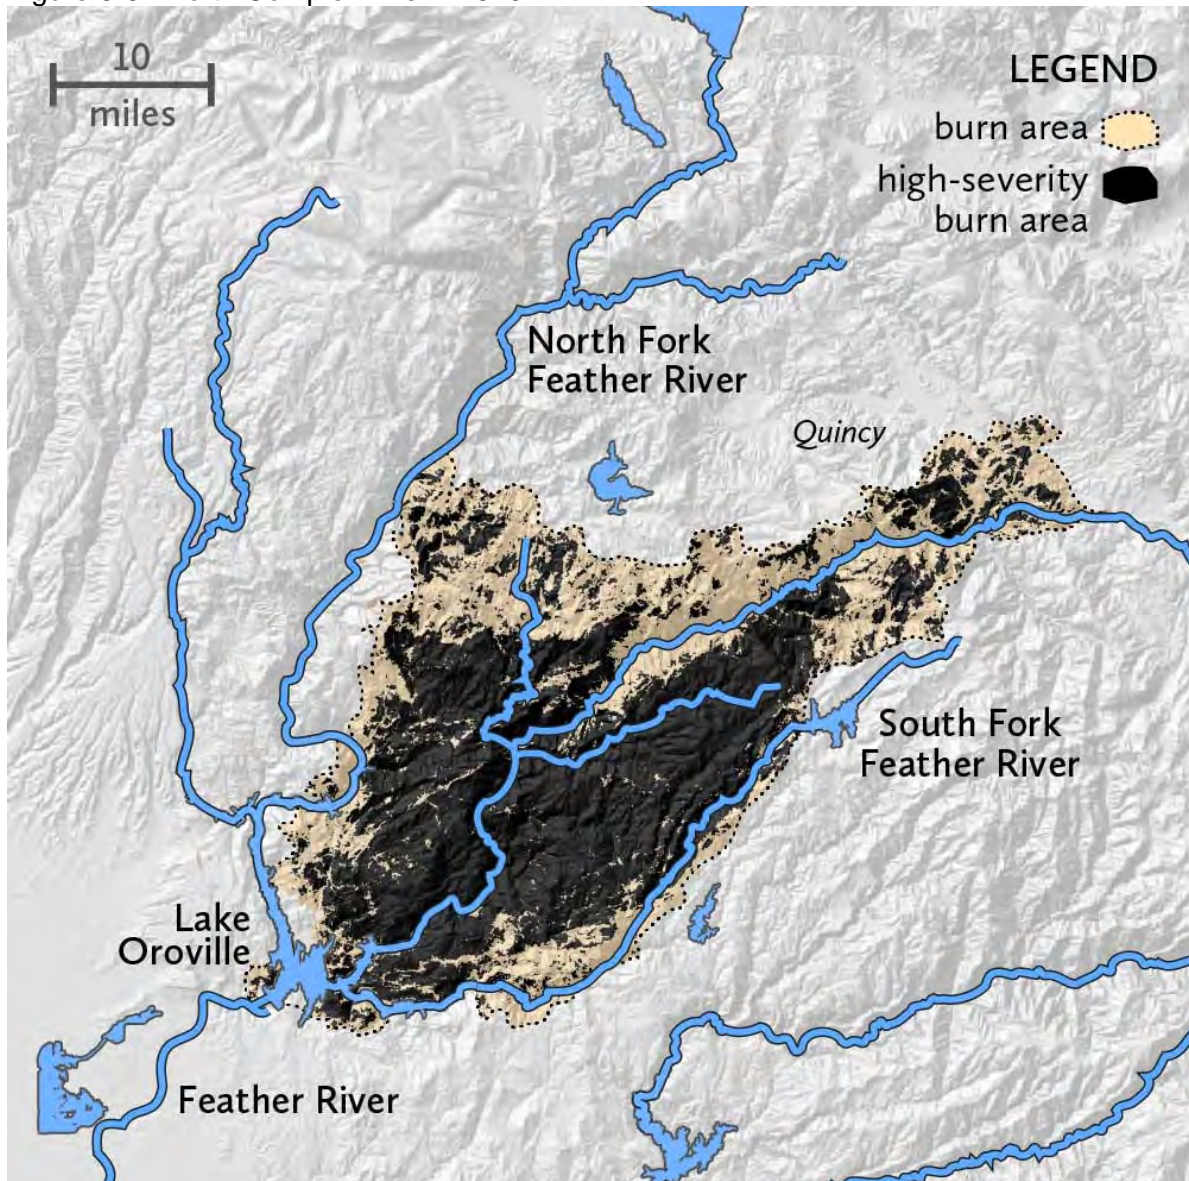 10
miles
LEGEND
burn area
high-severity
burn area
North Fork
Feather River
Quincy
South Fork
Feather River
Lake
Oroville
Feather River